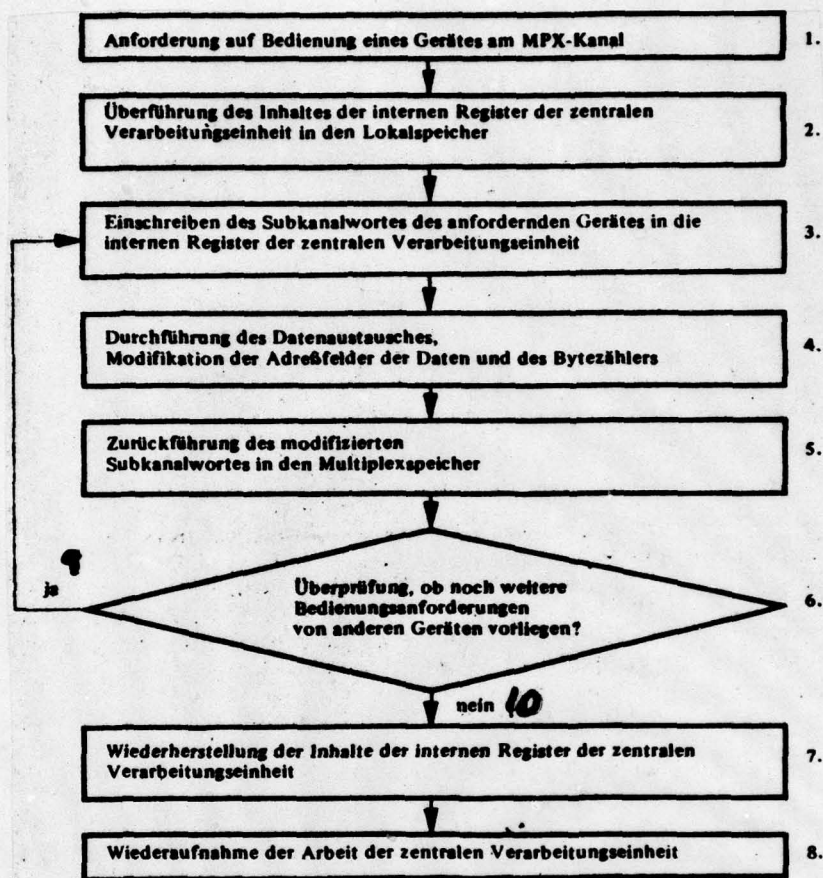 Anforderung auf Bedienung eines Gerätes am MPX-Kanal 1.
Überführung des Inhaltes der internen Register der zentralen
Verarbeitungseinheit in den Lokalspeicher 2.
Einschreiben des Subkanalwortes des anfordernden Gerätes in die 3.
internen Register der zentralen Verarbeitungseinheit
Durchführung des Datenaustausches, 4.
Modifikation der Adreßfelder der Daten und des Bytezählers
Zurückführung des modifizierten 5.
Subkanalwortes in den Multiplexspeicher
9
ja
Überprüfung, ob noch weitere
Bedienungsanforderungen 6.
von anderen Geräten vorliegen?
nein 10
Wiederherstellung der Inhalte der internen Register der zentralen 7.
Verarbeitungseinheit
Wiederaufnahme der Arbeit der zentralen Verarbeitungseinheit 8.